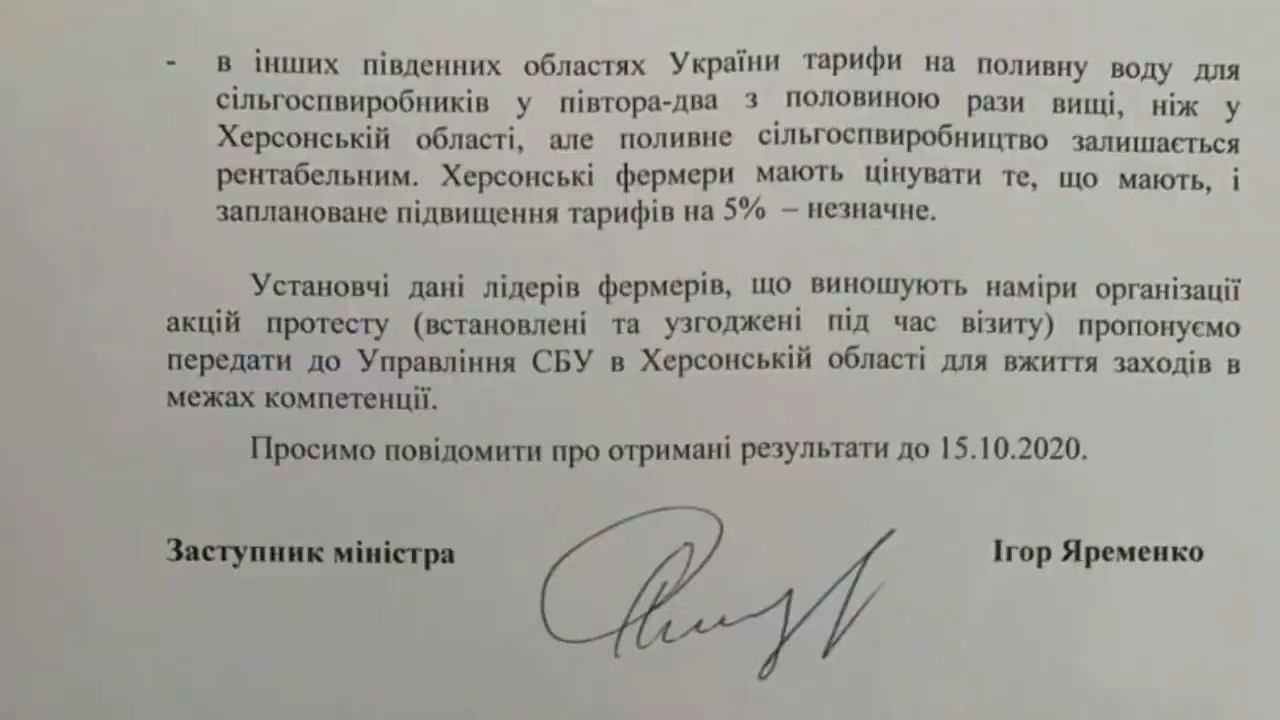 - в інших південних областях України тарифи на поливну воду для
сільгоспвиробників у півтора-два з половиною рази вищі, ніж у
Херсонській області, але поливне сільгоспвиробництво залишається
рентабельним. Херсонські фермери мають цінувати те, що мають, і
заплановане підвищення тарифів на 5% – незначне.
Установчі дані лідерів фермерів, що виношують наміри організації
акцій протесту (встановлені та узгоджені під час візиту) пропонуємо
передати до Управління СБУ в Херсонській області для вжиття заходів в
межах компетенції.
Просимо повідомити про отримані результати до 15.10.2020.
Заступник міністра Ігор Яременко